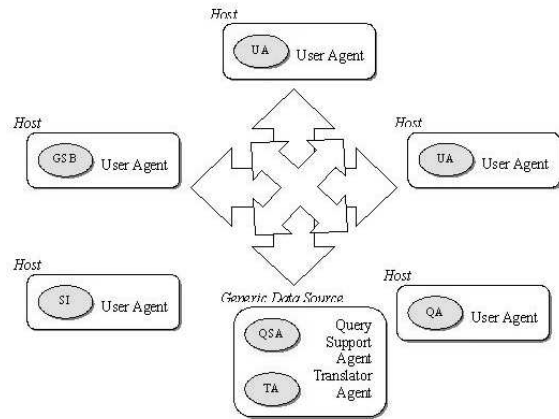 Host
UA User Agent
Host
GSB User Agent
Host
UA User Agent
Host
SI User Agent
Generic Data Source
QSA Query
Support
Agent
TA Translator
Agent
Host
QA User Agent